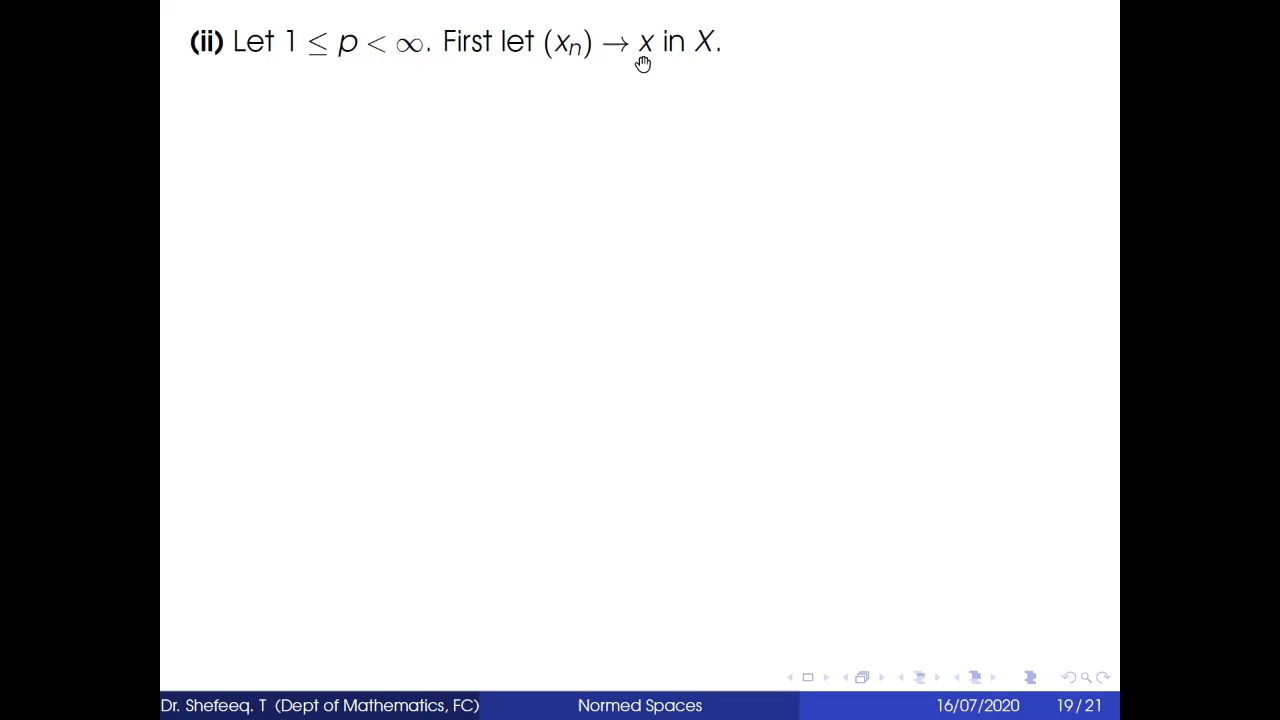 (ii) Let 1 ≤ p < ∞. First let (xₙ) → x in X.
Dr. Shefeeq. T (Dept of Mathematics, FC) Normed Spaces 16/07/2020 19 / 21